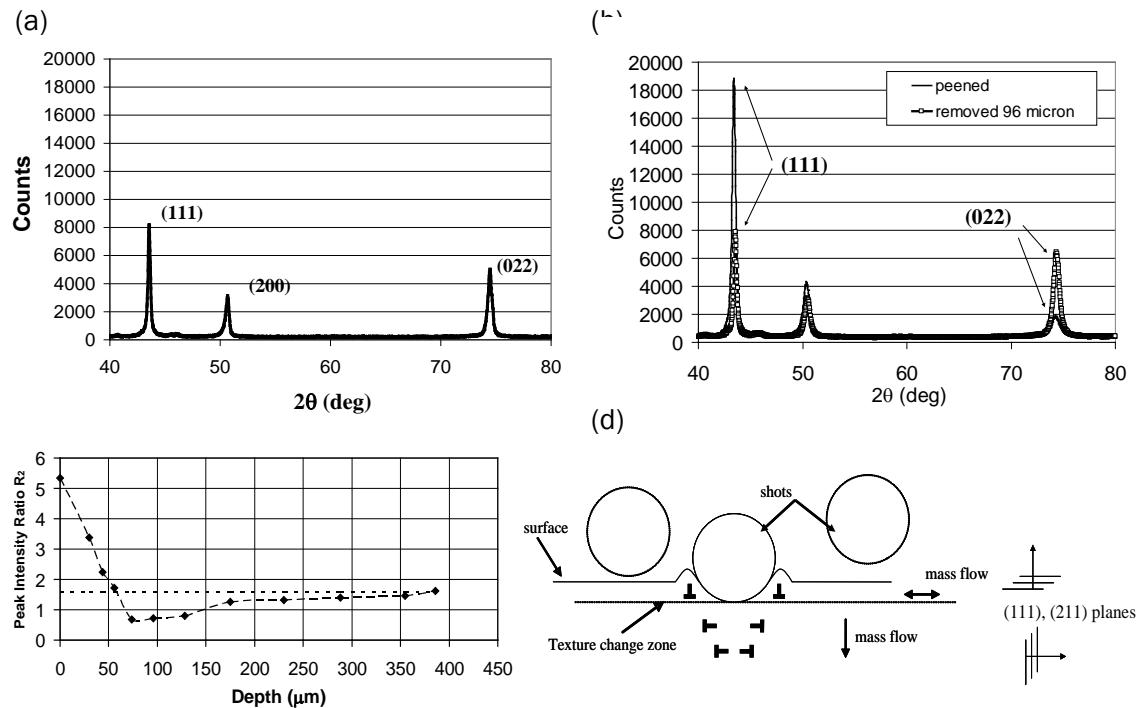 (a)
20000
18000
16000
14000
12000
10000
8000
6000
4000
2000
0
Counts
(111)
(200)
(022)
40 50 60 70 80
2θ (deg)
20000
18000
16000
14000
12000
10000
8000
6000
4000
2000
0
Counts
peened
removed 96 micron
(111)
(022)
40 50 60 70 80
2θ (deg)
6
5
4
3
2
1
0
Peak Intensity Ratio R₂
0 50 100 150 200 250 300 350 400 450
Depth (μm)
(d)
shots
surface
mass flow
(111), (211) planes
Texture change zone
mass flow